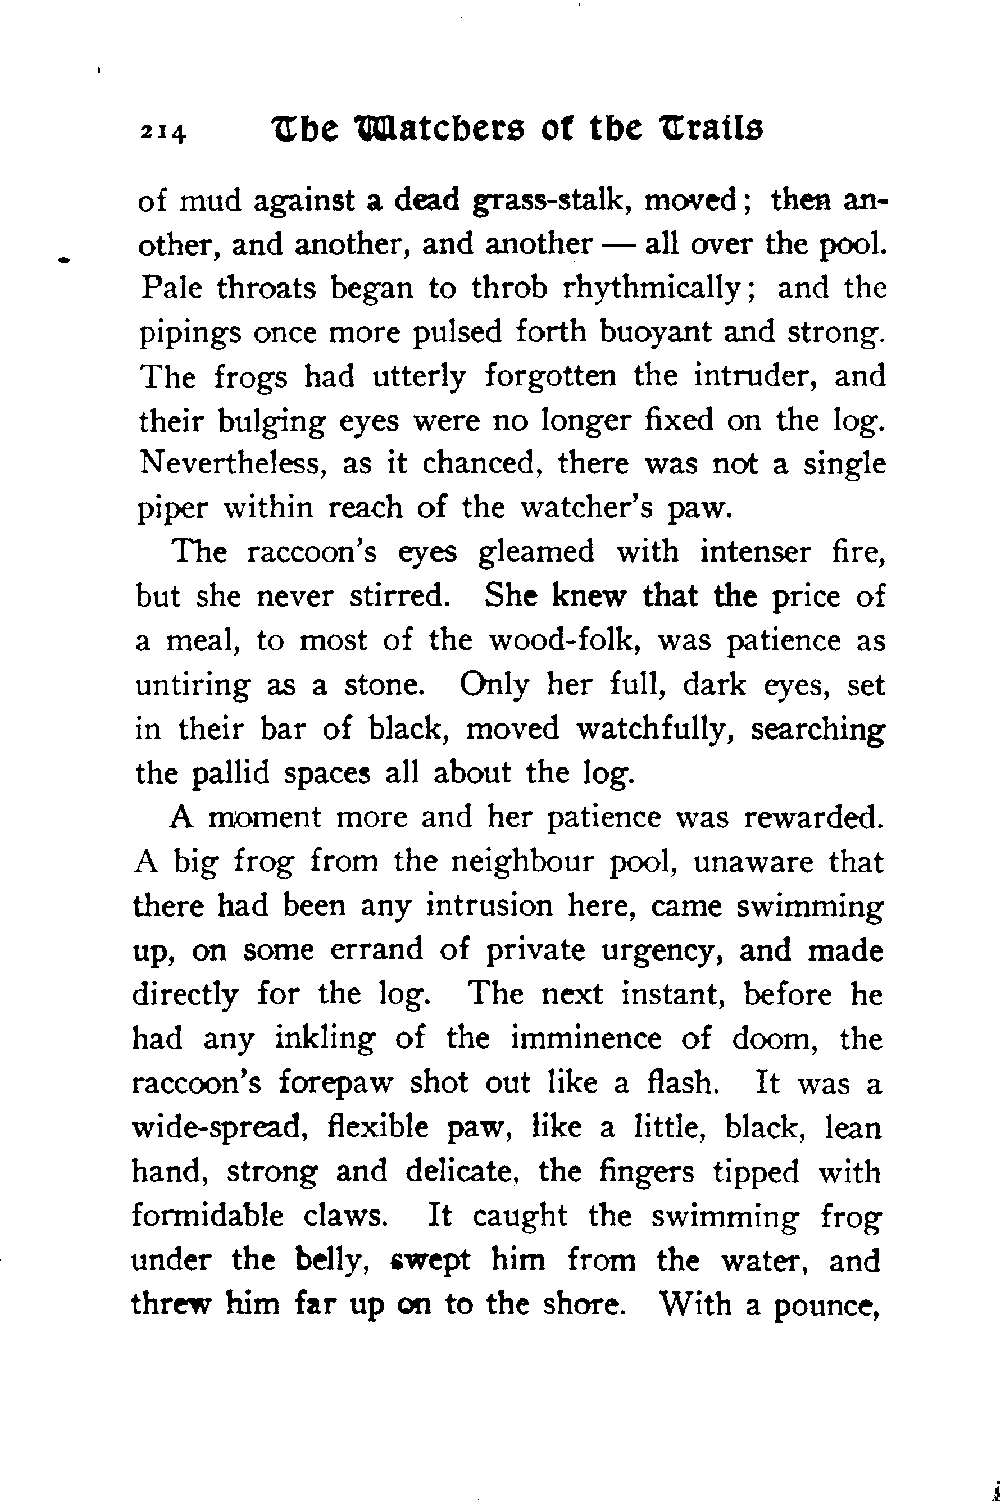 214 The Watchers of the Trails
of mud against a dead grass-stalk, moved; then an-
other, and another, and another — all over the pool.
Pale throats began to throb rhythmically; and the
pipings once more pulsed forth buoyant and strong.
The frogs had utterly forgotten the intruder, and
their bulging eyes were no longer fixed on the log.
Nevertheless, as it chanced, there was not a single
piper within reach of the watcher's paw.
The raccoon's eyes gleamed with intenser fire,
but she never stirred. She knew that the price of
a meal, to most of the wood-folk, was patience as
untiring as a stone. Only her full, dark eyes, set
in their bar of black, moved watchfully, searching
the pallid spaces all about the log.
A moment more and her patience was rewarded.
A big frog from the neighbour pool, unaware that
there had been any intrusion here, came swimming
up, on some errand of private urgency, and made
directly for the log. The next instant, before he
had any inkling of the imminence of doom, the
raccoon's forepaw shot out like a flash. It was a
wide-spread, flexible paw, like a little, black, lean
hand, strong and delicate, the fingers tipped with
formidable claws. It caught the swimming frog
under the belly, swept him from the water, and
threw him far up on to the shore. With a pounce,